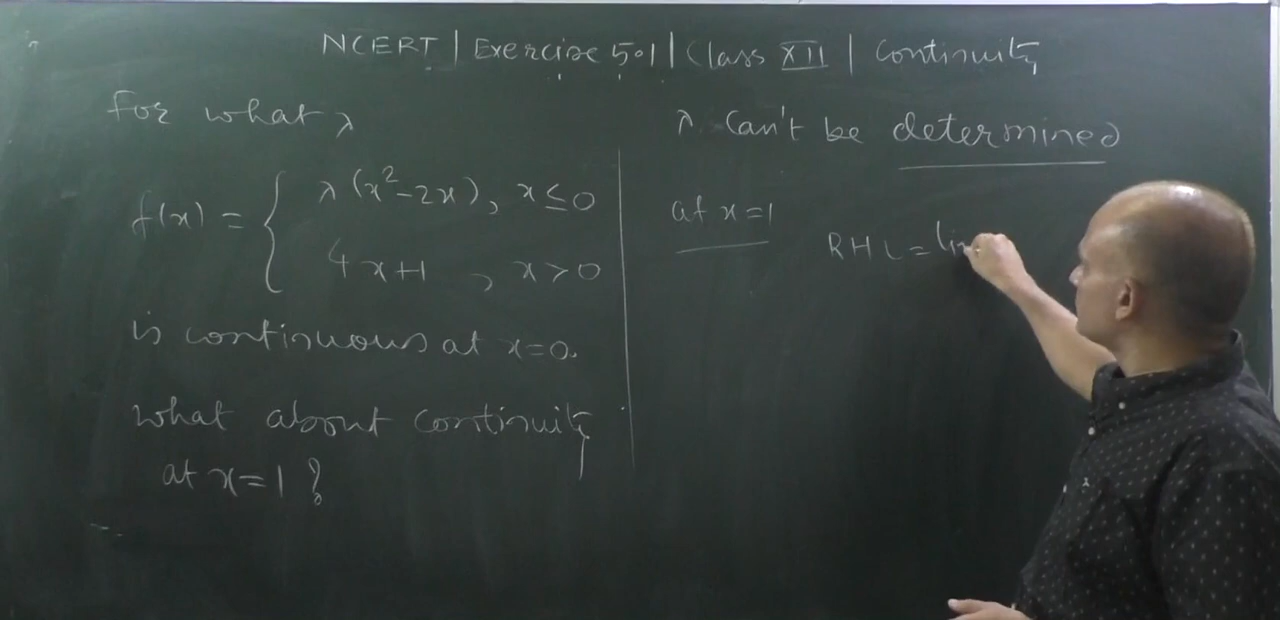 NCERT | Exercise 5.1 | Class XII | Continuity
For what λ
f(x) = { λ(x²-2x), x≤0
4x+1 , x>0
is continuous at x=0.
What about continuity
at x=1 ?
λ can't be determined
at x=1
RHL = lim